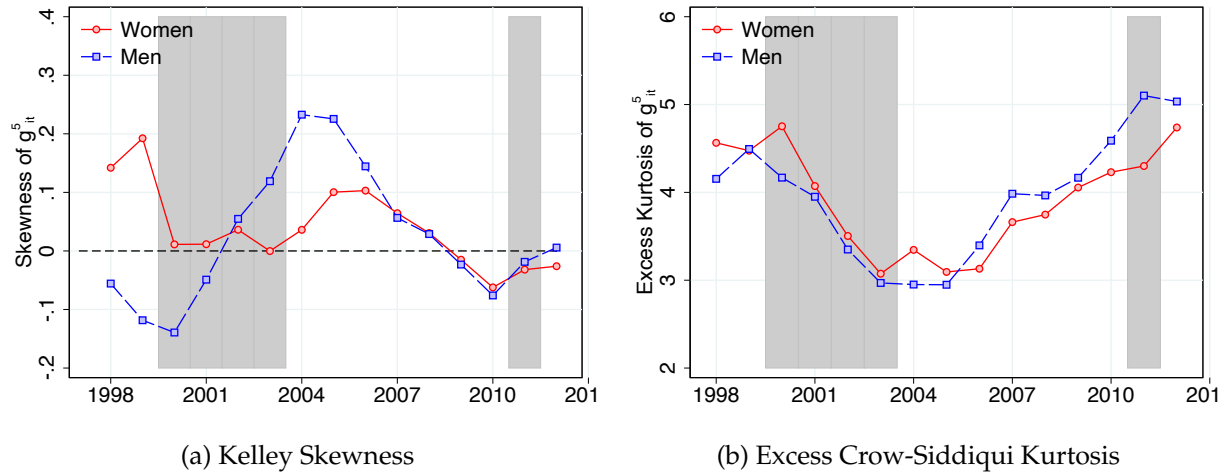 Skewness of g⁵ᵢₜ
.4
.3
.2
.1
0
-.1
-.2
Women
Men
1998 2001 2004 2007 2010 201
(a) Kelley Skewness
Excess Kurtosis of g⁵ᵢₜ
6
5
4
3
2
Women
Men
1998 2001 2004 2007 2010 201
(b) Excess Crow-Siddiqui Kurtosis